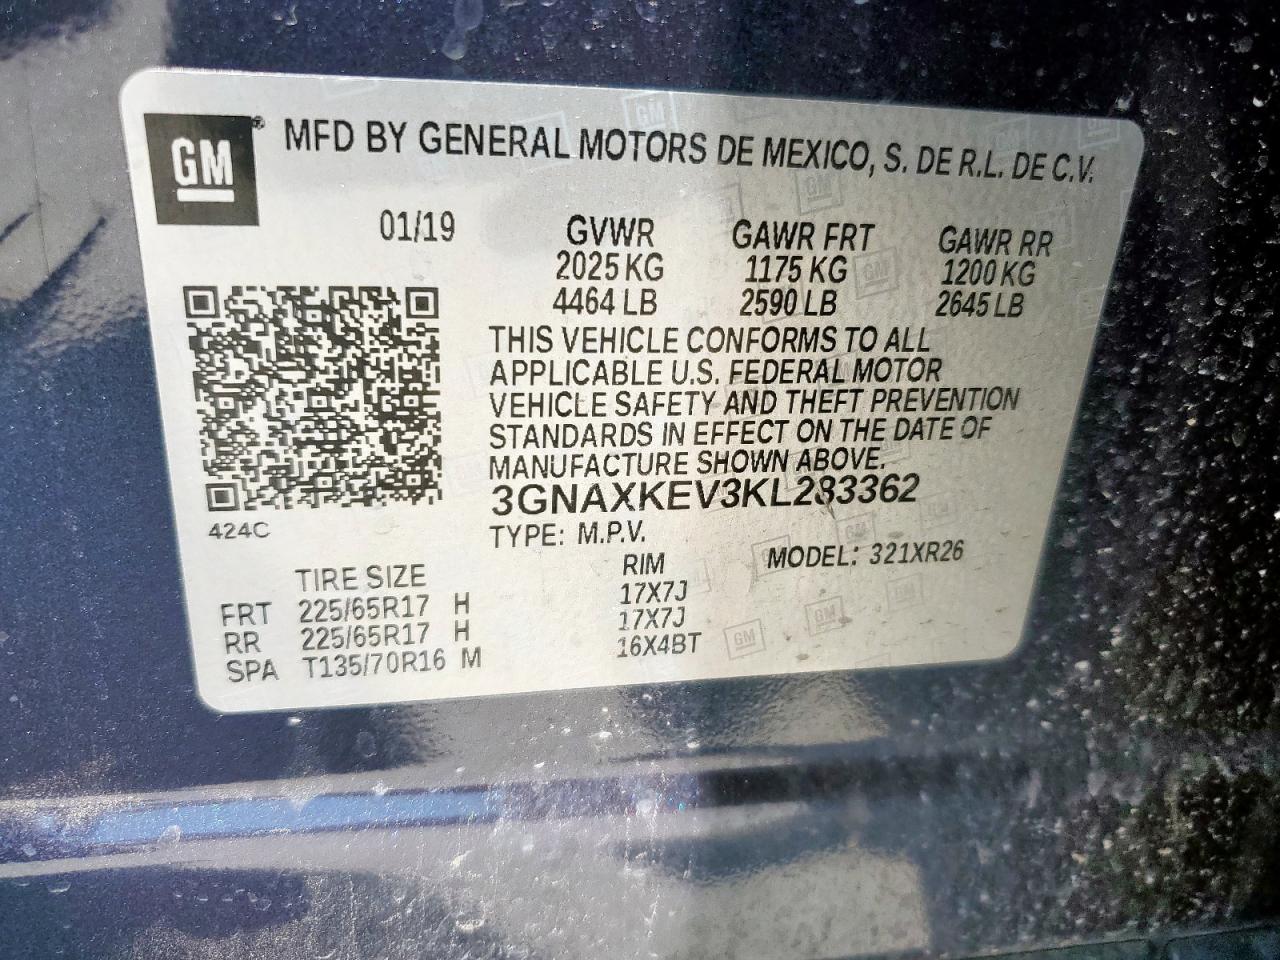 GM® MFD BY GENERAL MOTORS DE MEXICO, S. DE R.L. DE C.V.
01/19 GVWR GAWR FRT GAWR RR
2025 KG 1175 KG 1200 KG
4464 LB 2590 LB 2645 LB
THIS VEHICLE CONFORMS TO ALL
APPLICABLE U.S. FEDERAL MOTOR
VEHICLE SAFETY AND THEFT PREVENTION
STANDARDS IN EFFECT ON THE DATE OF
MANUFACTURE SHOWN ABOVE.
3GNAXKEV3KL283362
424C
TYPE: M.P.V. MODEL: 321XR26
TIRE SIZE RIM
FRT 225/65R17 H 17X7J
RR 225/65R17 H 17X7J
SPA T135/70R16 M 16X4BT